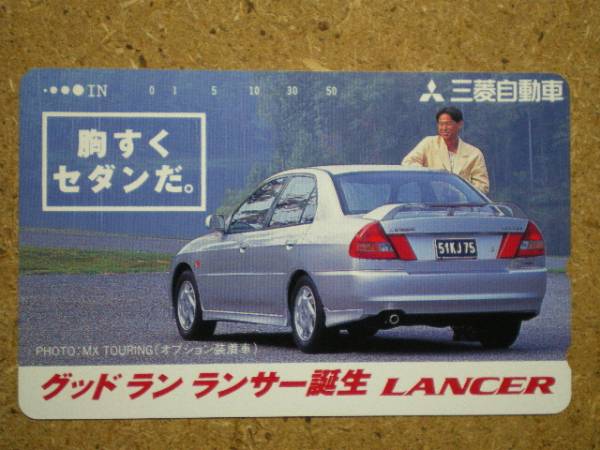 IN 0 1 5 10 30 50
三菱自動車
胸すく
セダンだ。
51KJ75
PHOTO:MX TOURING(オプション装着車)
グッド ラン ランサー誕生 LANCER